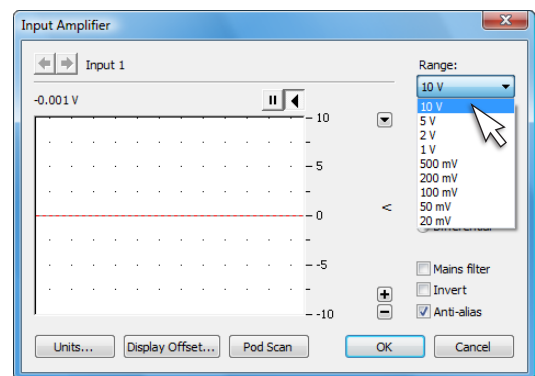 Input Amplifier
Input 1
Range:
10 V
-0.001 V
10
5
0
-5
-10
<
10 V
5 V
2 V
1 V
500 mV
200 mV
100 mV
50 mV
20 mV
Differential
Mains filter
Invert
Anti-alias
Units...
Display Offset...
Pod Scan
OK
Cancel